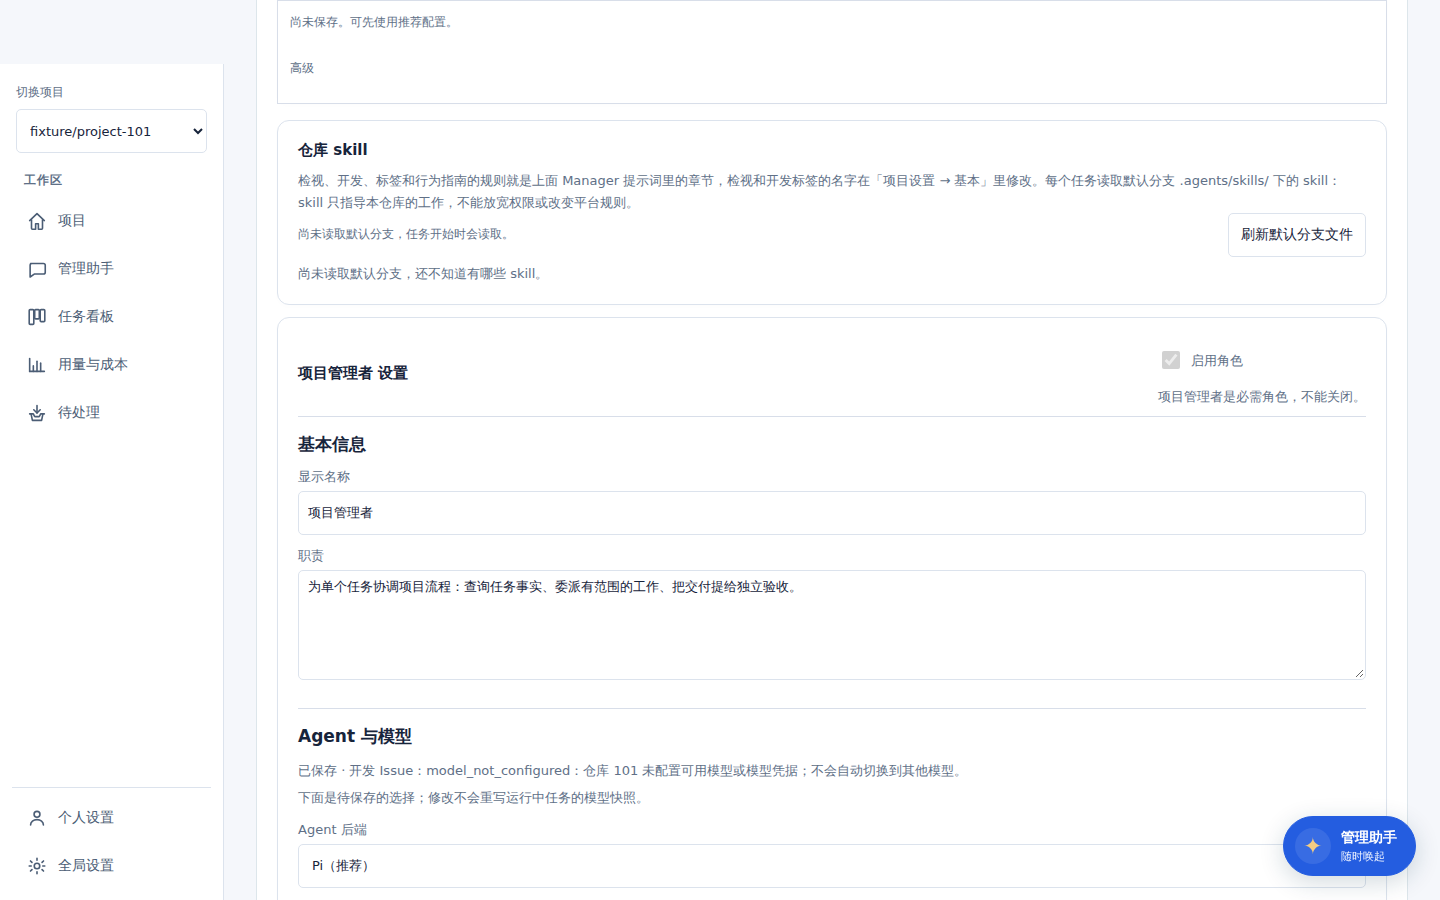 尚未保存。可先使用推荐配置。
高级
切换项目
fixture/project-101
工作区
项目
管理助手
任务看板
用量与成本
待处理
个人设置
全局设置
仓库 skill
检视、开发、标签和行为指南的规则就是上面 Manager 提示词里的章节，检视和开发标签的名字在「项目设置 → 基本」里修改。每个任务读取默认分支 .agents/skills/ 下的 skill：
skill 只指导本仓库的工作，不能放宽权限或改变平台规则。
尚未读取默认分支，任务开始时会读取。
刷新默认分支文件
尚未读取默认分支，还不知道有哪些 skill。
项目管理者 设置
启用角色
项目管理者是必需角色，不能关闭。
基本信息
显示名称
项目管理者
职责
为单个任务协调项目流程：查询任务事实、委派有范围的工作、把交付提给独立验收。
Agent 与模型
已保存 · 开发 Issue：model_not_configured：仓库 101 未配置可用模型或模型凭据；不会自动切换到其他模型。
下面是待保存的选择；修改不会重写运行中任务的模型快照。
Agent 后端
Pi（推荐）
管理助手
随时唤起